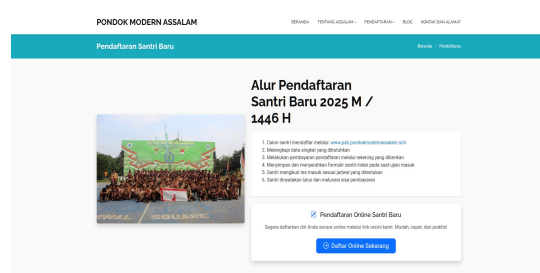 PONDOK MODERN ASSALAM
BERANDA TENTANG ASSALAM PENDAFTARAN BLOG KONTAK DAN ALAMAT
Pendaftaran Santri Baru
Beranda Pendaftaran
Alur Pendaftaran
Santri Baru 2025 M /
1446 H
1. Calon santri mendaftar melalui: www.psb.pondokmodernassalam.sch
2. Melengkapi data singkat yang dibutuhkan
3. Melakukan pembayaran pendaftaran melalui rekening yang diberikan
4. Menyimpan dan menyerahkan formulir santri indén pada saat ujian masuk
5. Santri mengikuti tes masuk sesuai jadwal yang ditentukan
6. Santri dinyatakan lulus dan melunasi sisa pembayaran
SQUARE
Pendaftaran Online Santri Baru
Segera daftarkan diri Anda secara online melalui link resmi kami. Mudah, cepat, dan praktis!
Daftar Online Sekarang